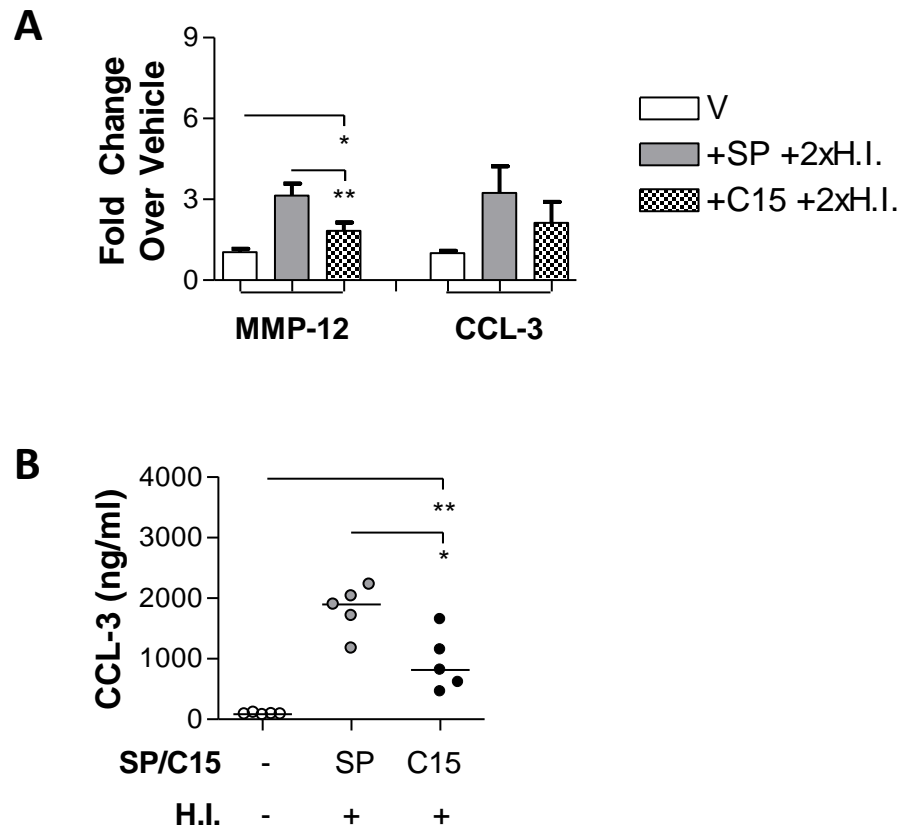 A
Fold Change
Over Vehicle
9
6
3
0
*
**
MMP-12
CCL-3
V
+SP +2xH.I.
+C15 +2xH.I.
B
CCL-3 (ng/ml)
4000
3000
2000
1000
0
**
*
SP/C15 - SP C15
H.I. - + +